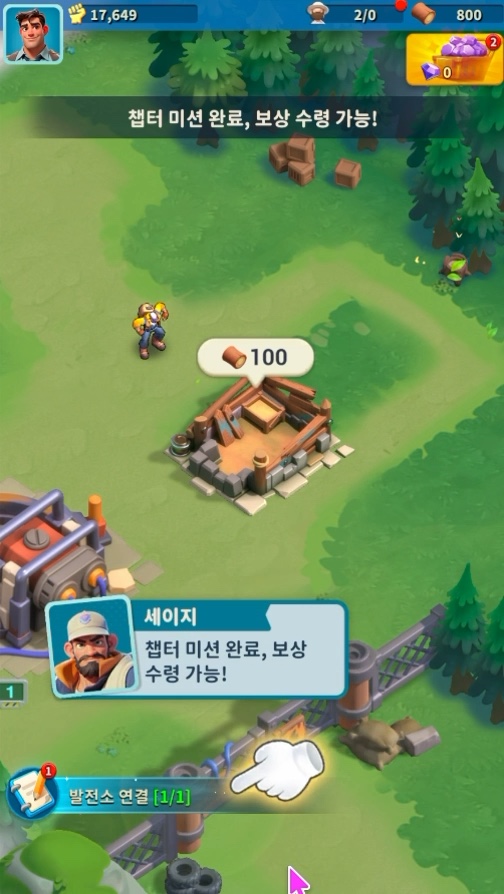 17,649
2/0
800
2
0
챕터 미션 완료, 보상 수령 가능!
100
세이지
챕터 미션 완료, 보상
수령 가능!
1
1
발전소 연결 [1/1]